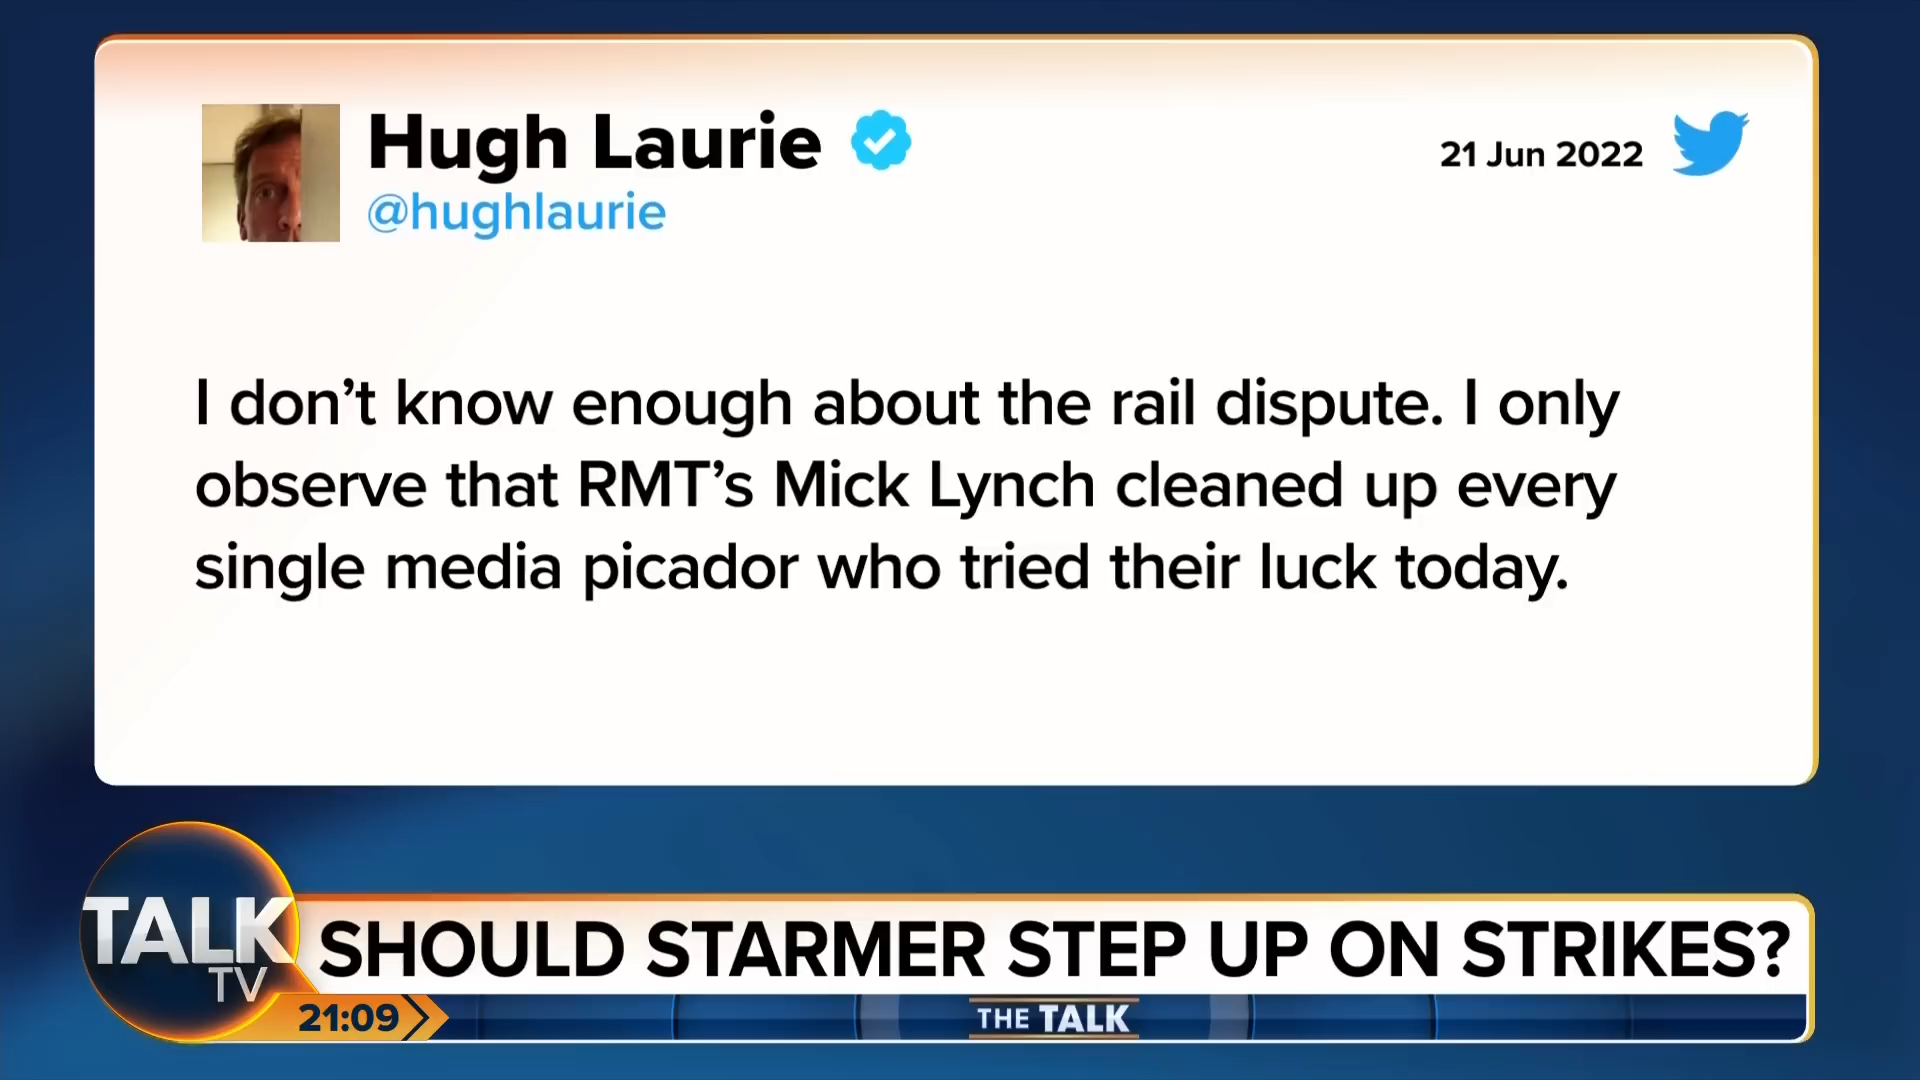 Hugh Laurie
@hughlaurie
21 Jun 2022
I don’t know enough about the rail dispute. I only
observe that RMT’s Mick Lynch cleaned up every
single media picador who tried their luck today.
TALK
TV
SHOULD STARMER STEP UP ON STRIKES?
21:09
THE TALK